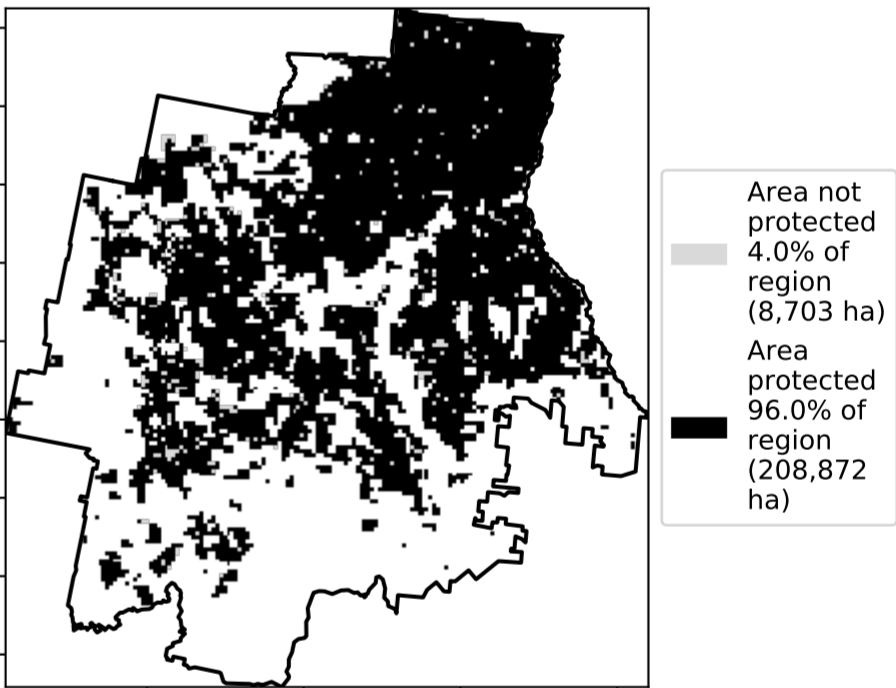 Area not
protected
4.0% of
region
(8,703 ha)
Area
protected
96.0% of
region
(208,872
ha)